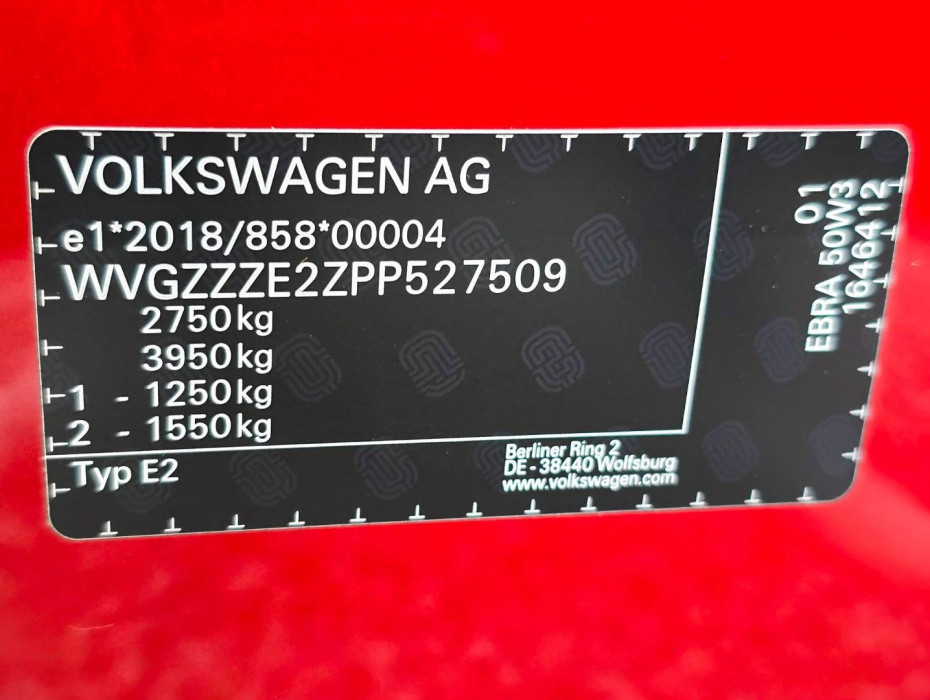 VOLKSWAGEN AG
e1*2018/858*00004
WVGZZZE2ZPP527509
2750kg
3950kg
1 - 1250kg
2 - 1550kg
Typ E2
Berliner Ring 2
DE - 38440 Wolfsburg
www.volkswagen.com
01
EBRA 50W3
1646412